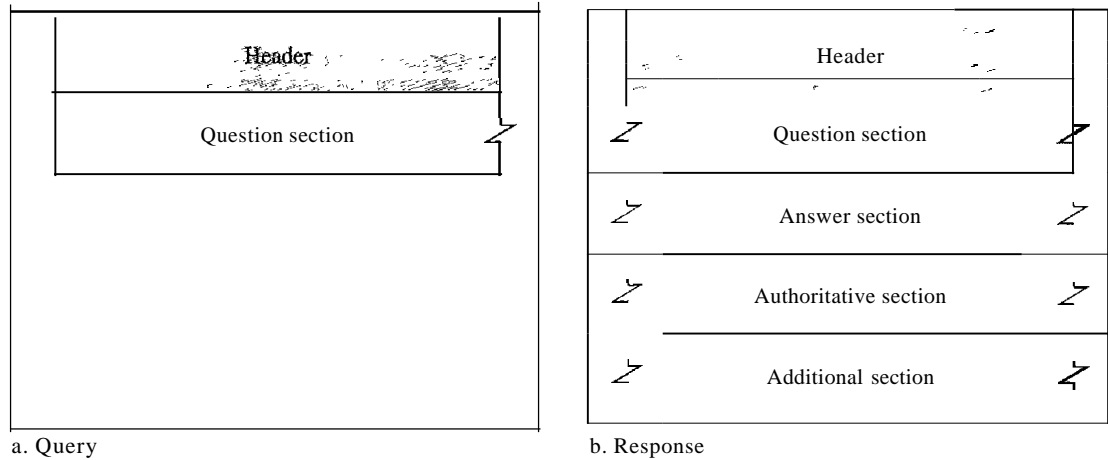 Header
Question section
a. Query
Header
Question section
Answer section
Authoritative section
Additional section
b. Response